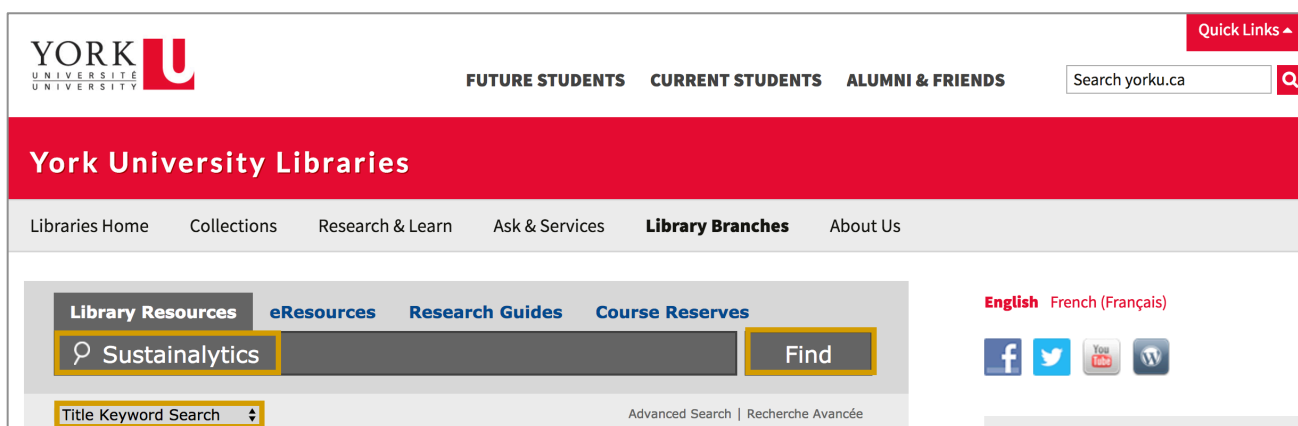 Quick Links
YORK U
UNIVERSITÉ
UNIVERSITY
FUTURE STUDENTS CURRENT STUDENTS ALUMNI & FRIENDS
Search yorku.ca
York University Libraries
Libraries Home Collections Research & Learn Ask & Services Library Branches About Us
Library Resources eResources Research Guides Course Reserves
English French (Français)
Sustainalytics Find
f You Tube W
Title Keyword Search Advanced Search | Recherche Avancée